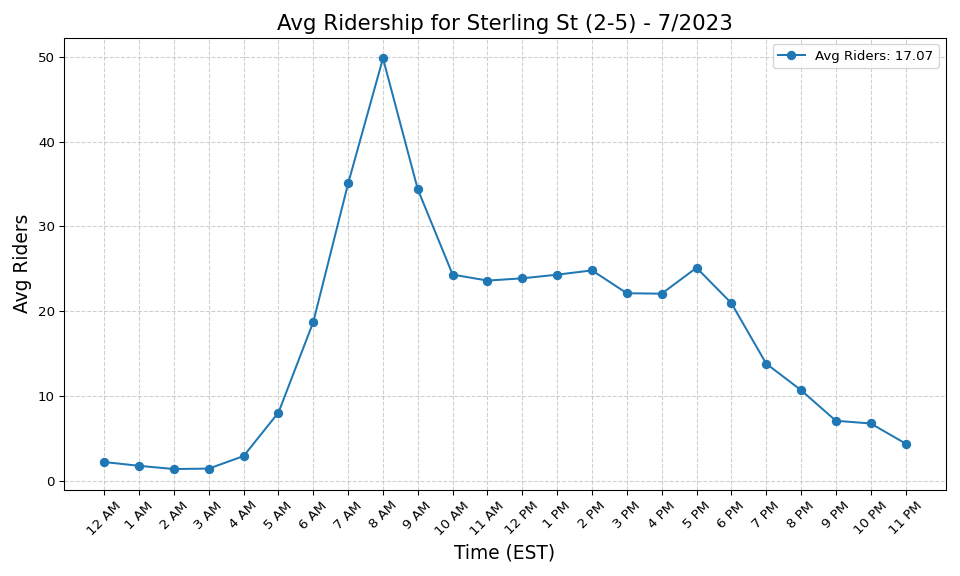 Avg Ridership for Sterling St (2-5) - 7/2023
Avg Riders: 17.07
Avg Riders
50
40
30
20
10
0
12 AM
1 AM
2 AM
3 AM
4 AM
5 AM
6 AM
7 AM
8 AM
9 AM
10 AM
11 AM
12 PM
1 PM
2 PM
3 PM
4 PM
5 PM
6 PM
7 PM
8 PM
9 PM
10 PM
11 PM
Time (EST)